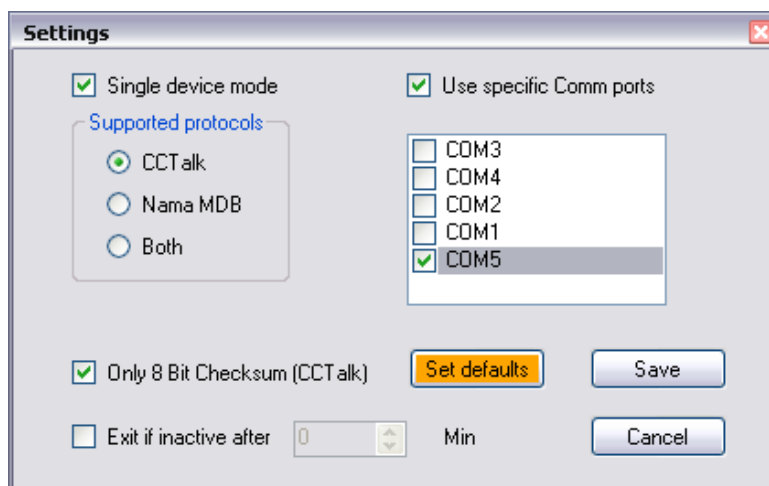 Settings
Single device mode
Use specific Comm ports
Supported protocols
CCTalk
Nama MDB
Both
COM3
COM4
COM2
COM1
COM5
Only 8 Bit Checksum (CCTalk)
Set defaults
Save
Exit if inactive after
0
Min
Cancel